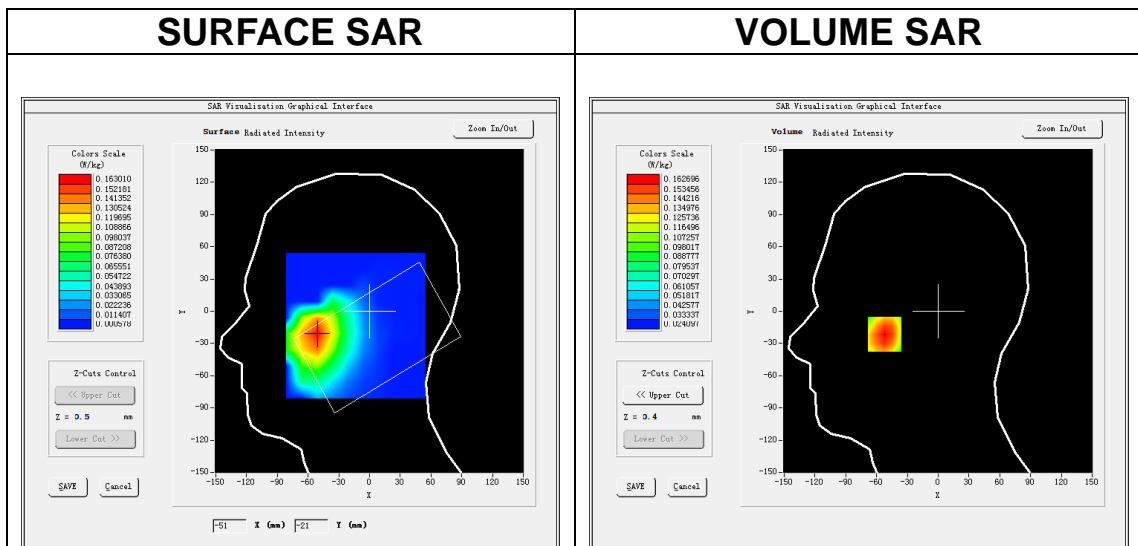 SURFACE SAR
VOLUME SAR
SAR Visualisation Graphical Interface
Surface Radiated Intensity
Zoom In/Out
Colors Scale
(W/kg)
0.163010
0.152181
0.141352
0.130524
0.119695
0.108866
0.098037
0.087208
0.076380
0.065551
0.054722
0.043893
0.033065
0.022236
0.011407
0.000578
150
120
90
60
30
0
-30
-60
-90
-120
-150
Y
-150 -120 -90 -60 -30 0 30 60 90 120 150
X
Z-Cuts Control
<< Upper Cut
Z = 0.5 mm
Lower Cut >>
SAVE Cancel
-51 X (mm) -21 Y (mm)
SAR Visualisation Graphical Interface
Volume Radiated Intensity
Zoom In/Out
Colors Scale
(W/kg)
0.162696
0.153456
0.144216
0.134976
0.125736
0.116496
0.107257
0.098017
0.088777
0.079537
0.070297
0.061057
0.051817
0.042577
0.033337
0.024097
150
120
90
60
30
0
-30
-60
-90
-120
-150
Y
-150 -120 -90 -60 -30 0 30 60 90 120 150
X
Z-Cuts Control
<< Upper Cut
Z = 0.4 mm
Lower Cut >>
SAVE Cancel